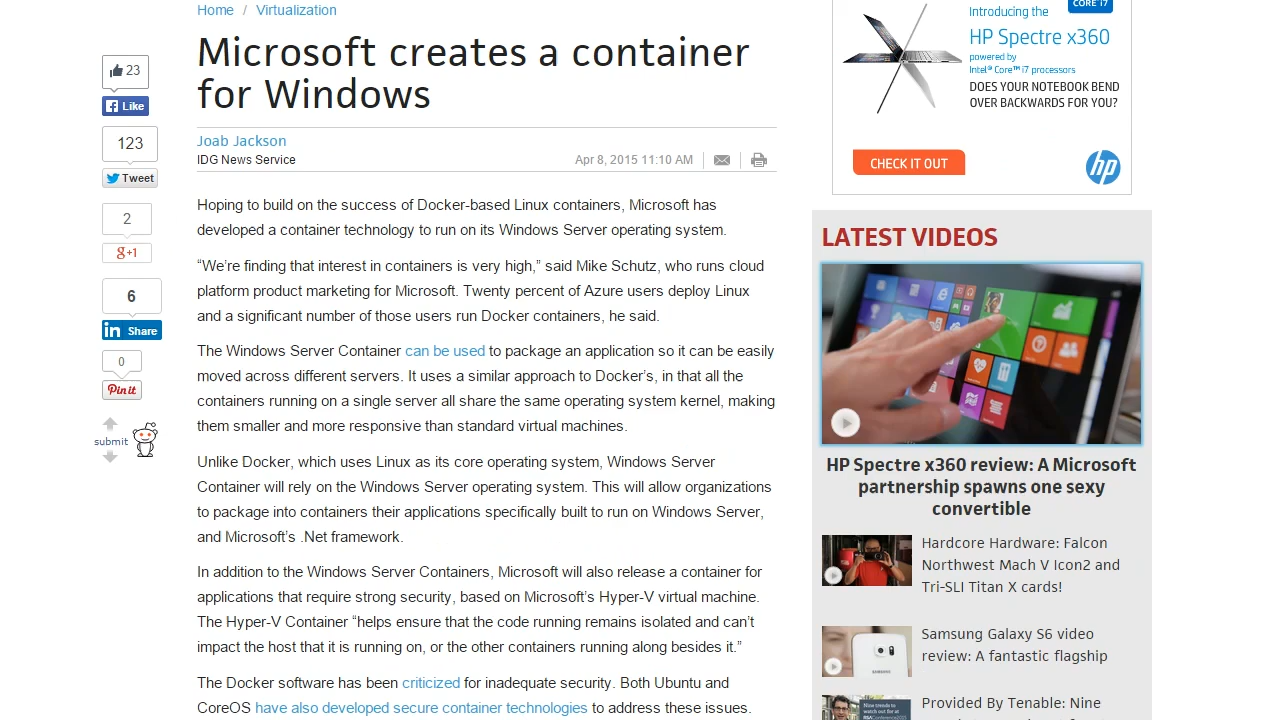 Home / Virtualization
Microsoft creates a container
for Windows
Joab Jackson
IDG News Service
Apr 8, 2015 11:10 AM
23
Like
123
Tweet
2
g+1
6
in Share
0
Pinit
submit
Hoping to build on the success of Docker-based Linux containers, Microsoft has
developed a container technology to run on its Windows Server operating system.
“We’re finding that interest in containers is very high,” said Mike Schutz, who runs cloud
platform product marketing for Microsoft. Twenty percent of Azure users deploy Linux
and a significant number of those users run Docker containers, he said.
The Windows Server Container can be used to package an application so it can be easily
moved across different servers. It uses a similar approach to Docker’s, in that all the
containers running on a single server all share the same operating system kernel, making
them smaller and more responsive than standard virtual machines.
Unlike Docker, which uses Linux as its core operating system, Windows Server
Container will rely on the Windows Server operating system. This will allow organizations
to package into containers their applications specifically built to run on Windows Server,
and Microsoft’s .Net framework.
In addition to the Windows Server Containers, Microsoft will also release a container for
applications that require strong security, based on Microsoft’s Hyper-V virtual machine.
The Hyper-V Container “helps ensure that the code running remains isolated and can’t
impact the host that it is running on, or the other containers running along besides it.”
The Docker software has been criticized for inadequate security. Both Ubuntu and
CoreOS have also developed secure container technologies to address these issues.
CORE i7
Introducing the
HP Spectre x360
powered by
Intel® Core™ i7 processors
DOES YOUR NOTEBOOK BEND
OVER BACKWARDS FOR YOU?
CHECK IT OUT
hp
LATEST VIDEOS
HP Spectre x360 review: A Microsoft
partnership spawns one sexy
convertible
Hardcore Hardware: Falcon
Northwest Mach V Icon2 and
Tri-SLI Titan X cards!
SAMSUNG
Samsung Galaxy S6 video
review: A fantastic flagship
Nine trends to
watch out for at
RSAConference2015
Provided By Tenable: Nine